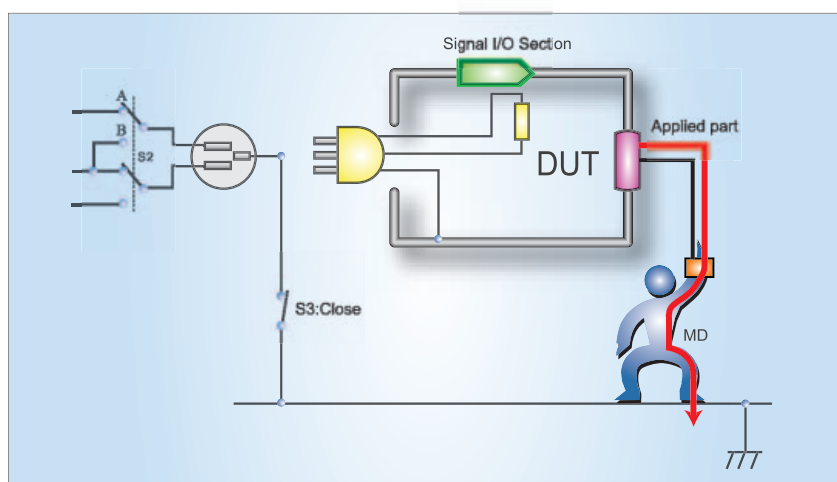 Signal I/O Section
A
B
S2
Applied part
DUT
S3:Close
MD